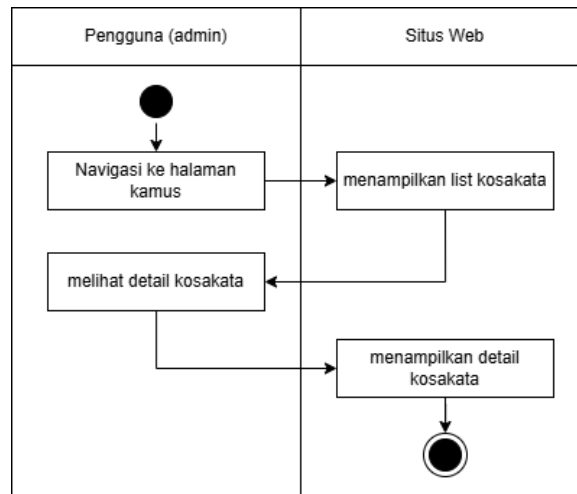 Pengguna (admin)
Situs Web
Navigasi ke halaman
kamus
menampilkan list kosakata
melihat detail kosakata
menampilkan detail
kosakata